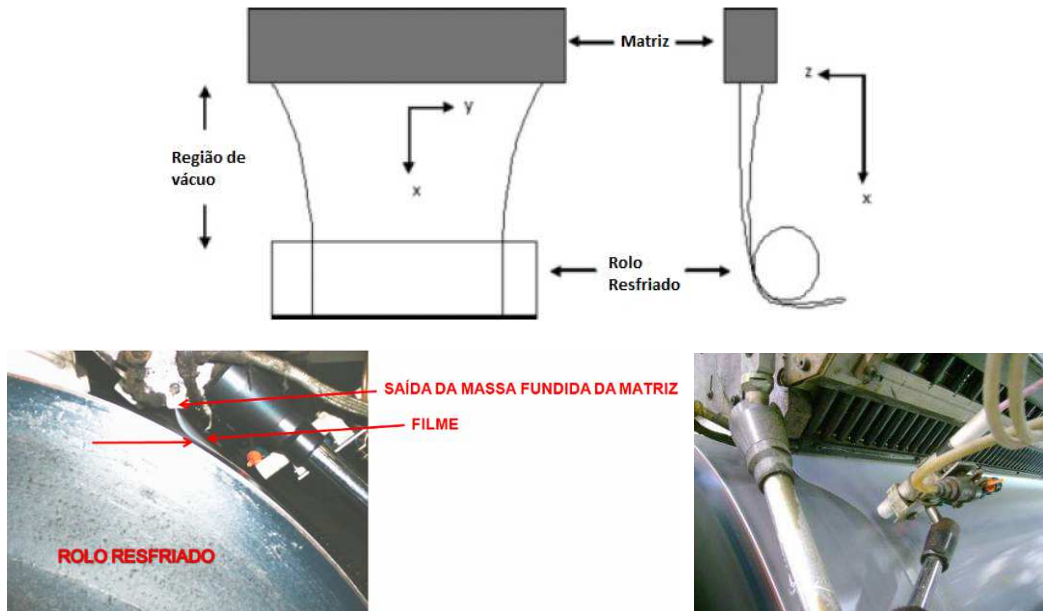 Matriz
z
y
Região de
vácuo
x
x
Rolo
Resfriado
SAÍDA DA MASSA FUNDIDA DA MATRIZ
FILME
ROLO RESFRIADO